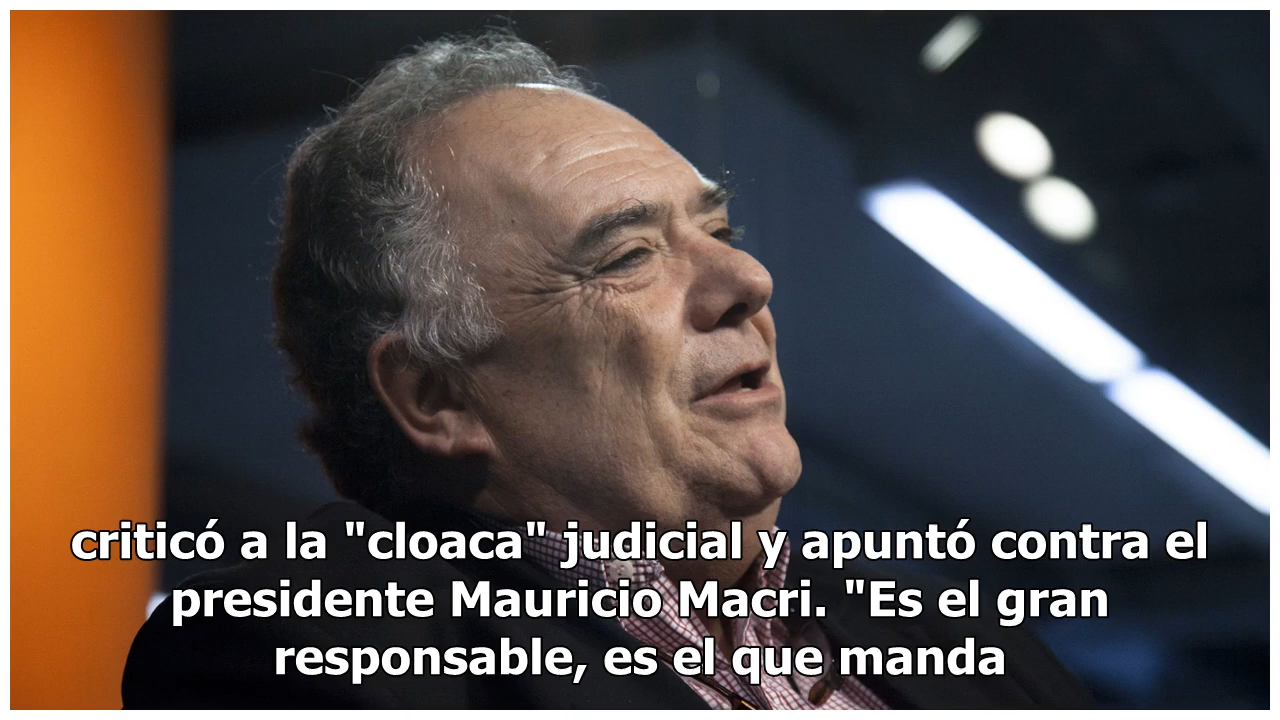 criticó a la "cloaca" judicial y apuntó contra el
presidente Mauricio Macri. "Es el gran
responsable, es el que manda